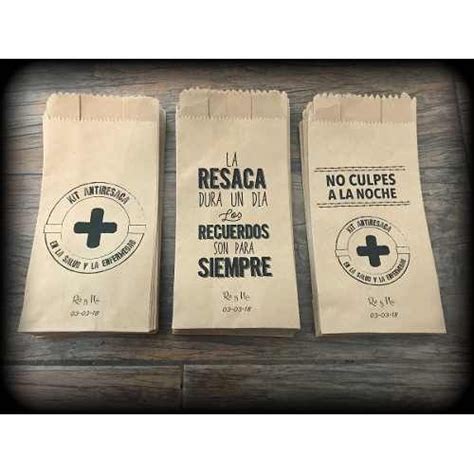 KIT ANTIRESACA
EN LA SALUD Y LA ENFERMEDAD
03-03-18
LA
RESACA
DURA UN DIA
Los
RECUERDOS
SON PARA
SIEMPRE
03-03-18
NO CULPES
A LA NOCHE
KIT ANTIRESACA
EN LA SALUD Y LA ENFERMEDAD
03-03-18